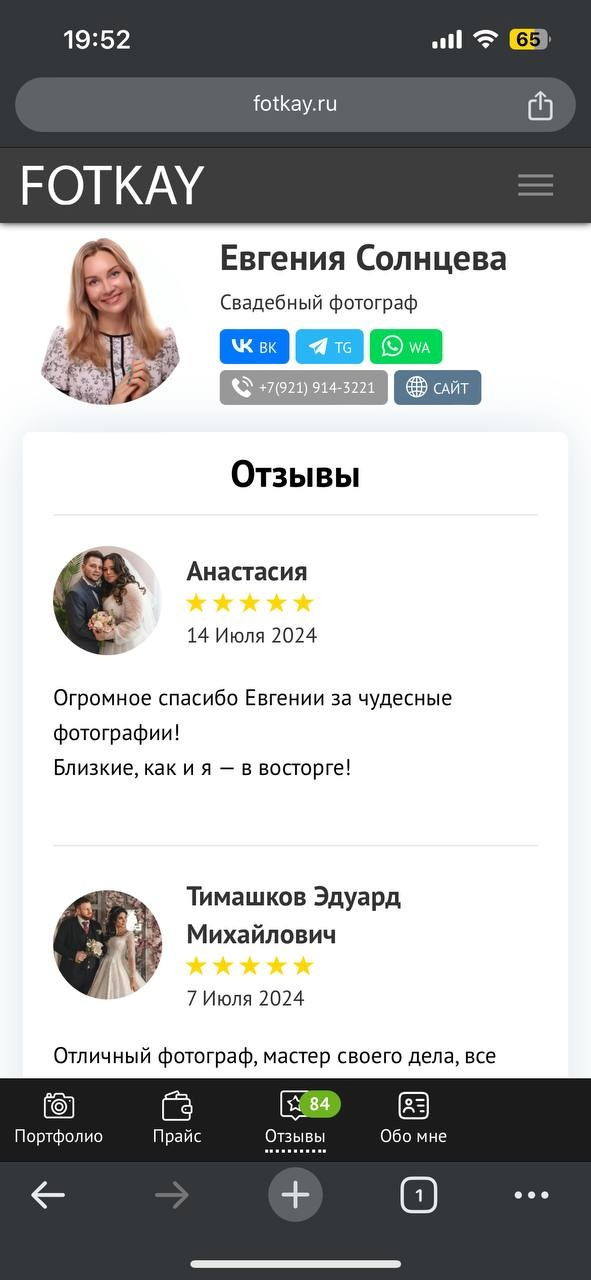 19:52
65
fotkay.ru
FOTKAY
Евгения Солнцева
Свадебный фотограф
ВК
TG
WA
+7(921) 914-3221
САЙТ
Отзывы
Анастасия
14 Июля 2024
Огромное спасибо Евгении за чудесные
фотографии!
Близкие, как и я — в восторге!
Тимашков Эдуард
Михайлович
7 Июля 2024
Отличный фотограф, мастер своего дела, все
84
Портфолио
Прайс
Отзывы
Обо мне
1